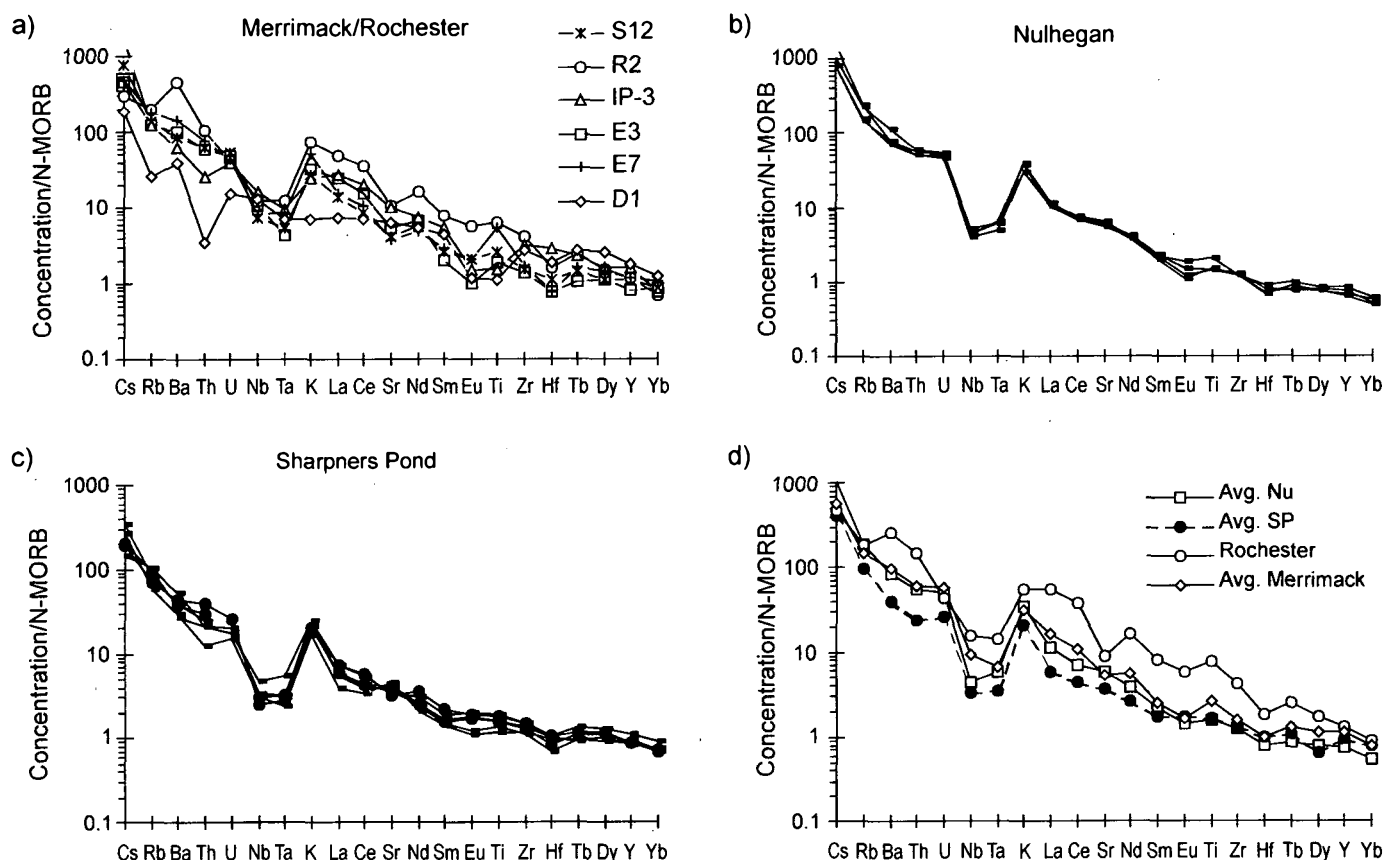 a)
Merrimack/Rochester
S12
R2
IP-3
E3
E7
D1
Concentration/N-MORB
1000
100
10
1
0.1
Cs Rb Ba Th U Nb Ta K La Ce Sr Nd Sm Eu Ti Zr Hf Tb Dy Y Yb
b)
Nulhegan
Concentration/N-MORB
1000
100
10
1
0.1
Cs Rb Ba Th U Nb Ta K La Ce Sr Nd Sm Eu Ti Zr Hf Tb Dy Y Yb
c)
Sharpners Pond
Concentration/N-MORB
1000
100
10
1
0.1
Cs Rb Ba Th U Nb Ta K La Ce Sr Nd Sm Eu Ti Zr Hf Tb Dy Y Yb
d)
Avg. Nu
Avg. SP
Rochester
Avg. Merrimack
Concentration/N-MORB
1000
100
10
1
0.1
Cs Rb Ba Th U Nb Ta K La Ce Sr Nd Sm Eu Ti Zr Hf Tb Dy Y Yb